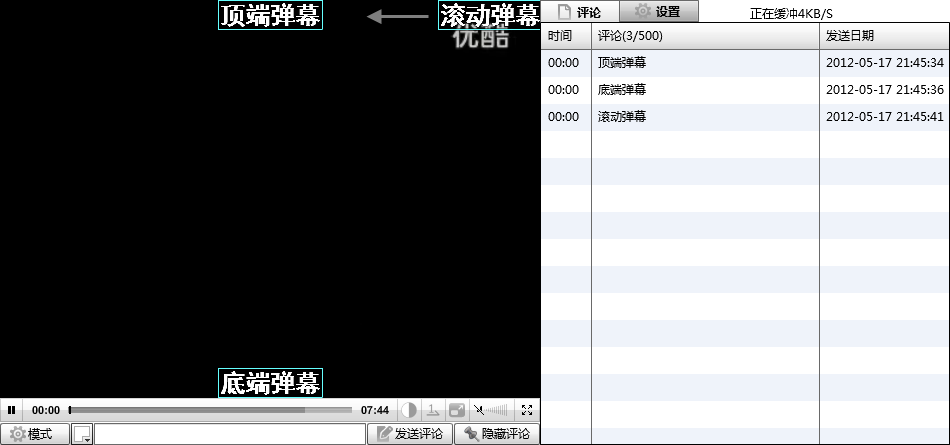 顶端弹幕
滚动弹幕
优酷
底端弹幕
00:00
07:44
模式
发送评论
隐藏评论
评论
设置
正在缓冲4KB/S
时间 评论(3/500) 发送日期
00:00 顶端弹幕 2012-05-17 21:45:34
00:00 底端弹幕 2012-05-17 21:45:36
00:00 滚动弹幕 2012-05-17 21:45:41